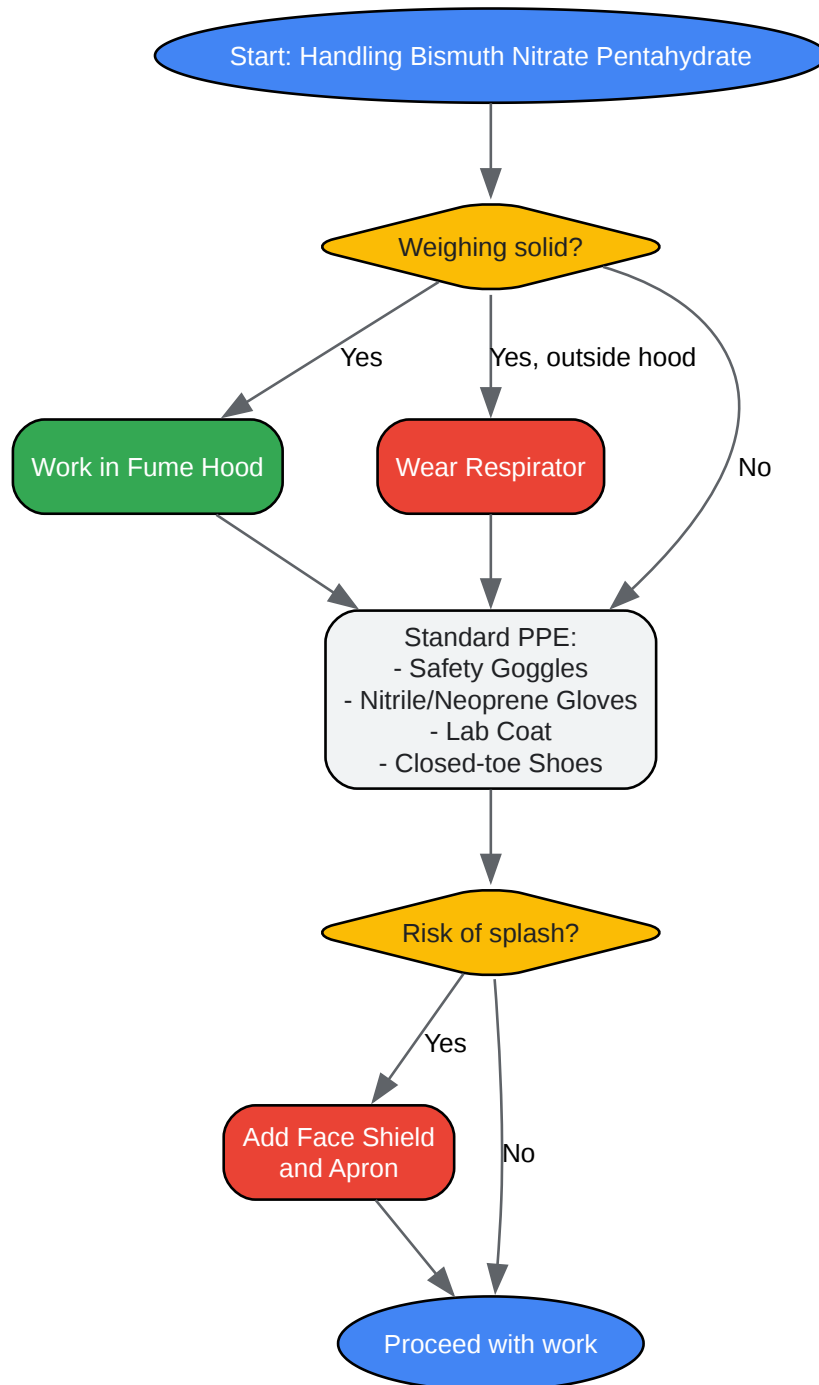 Start: Handling Bismuth Nitrate Pentahydrate
Weighing solid?
Yes
Yes, outside hood
Work in Fume Hood
Wear Respirator
No
Standard PPE:
- Safety Goggles
- Nitrile/Neoprene Gloves
- Lab Coat
- Closed-toe Shoes
Risk of splash?
Yes
Add Face Shield
and Apron
No
Proceed with work